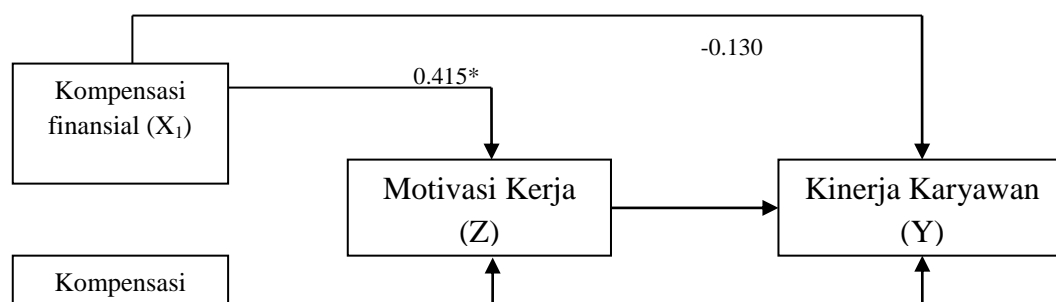 -0.130
0.415*
Kompensasi
finansial (X₁)
Motivasi Kerja
(Z)
Kinerja Karyawan
(Y)
Kompensasi